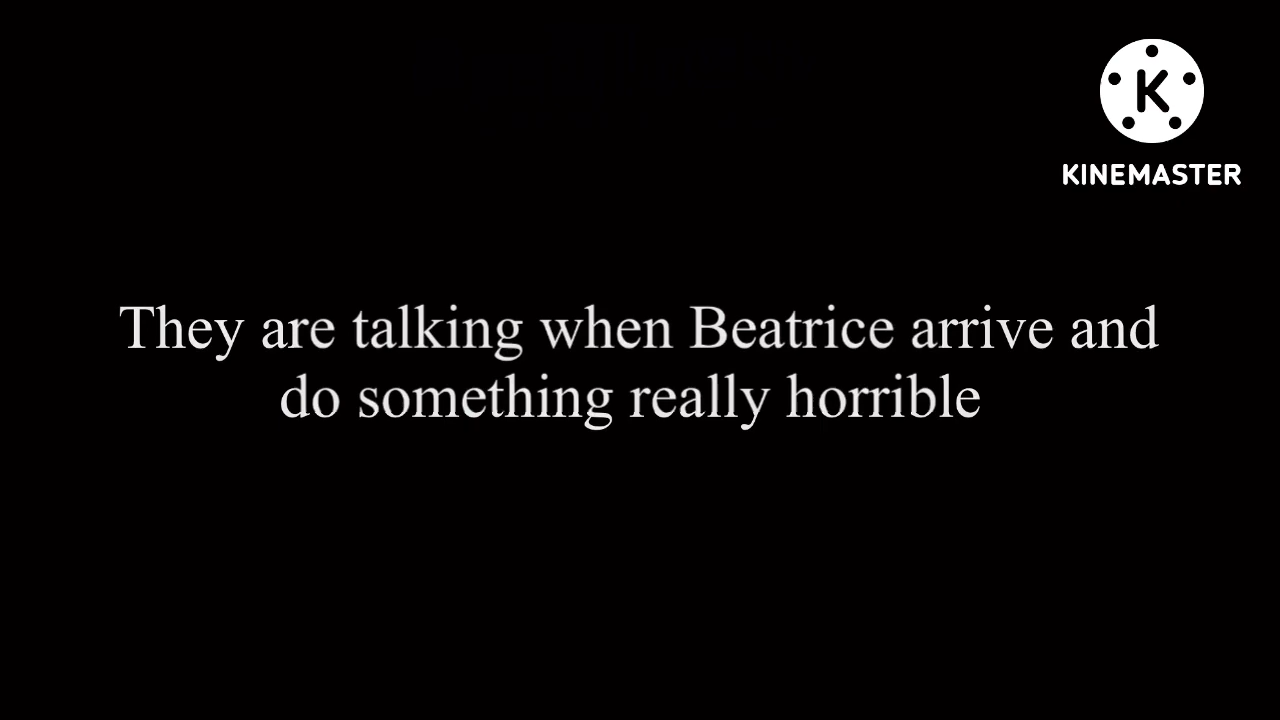 K
KINEMASTER
They are talking when Beatrice arrive and
do something really horrible